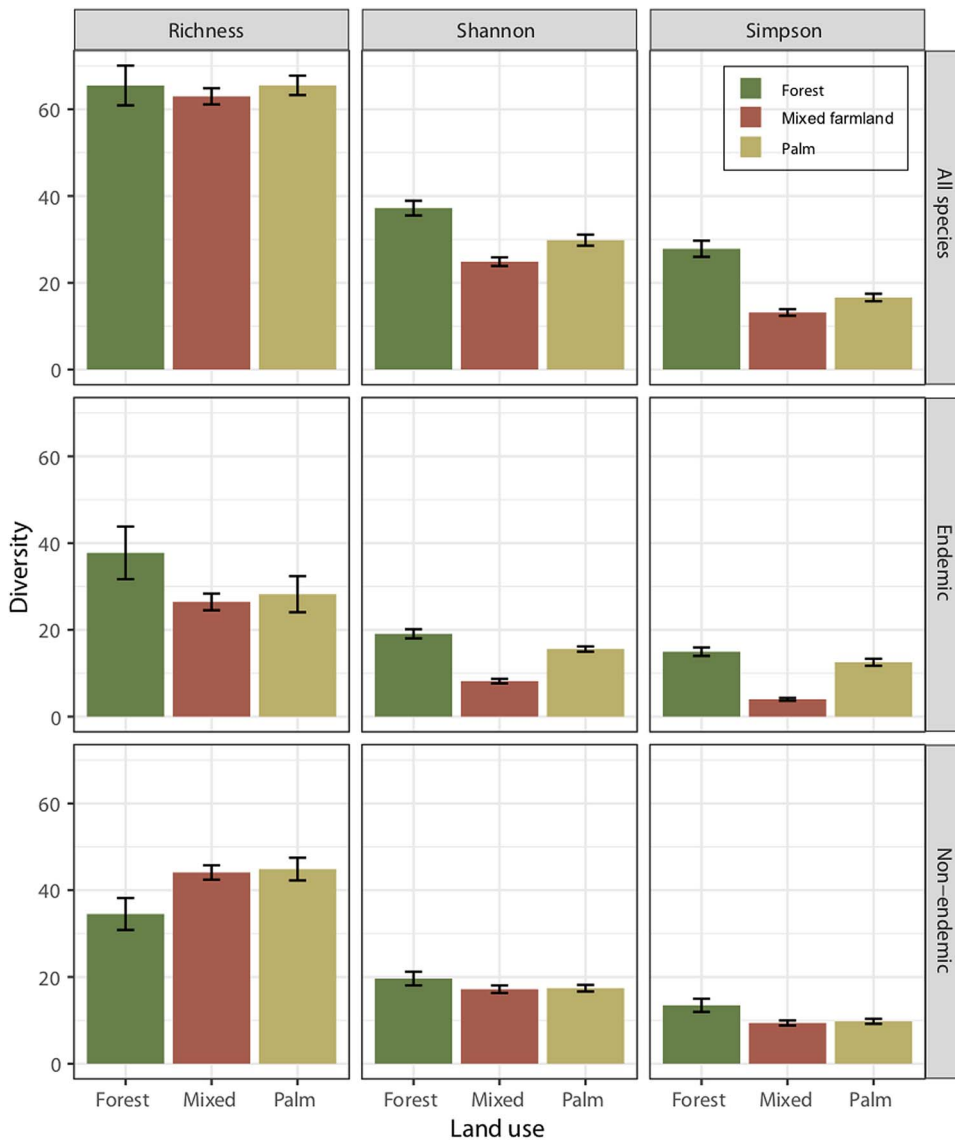 Richness Shannon Simpson
Forest
Mixed farmland
Palm
60
40
20
0
All species
60
40
20
0
Endemic
Diversity
60
40
20
0
Non−endemic
Forest Mixed Palm Forest Mixed Palm Forest Mixed Palm
Land use